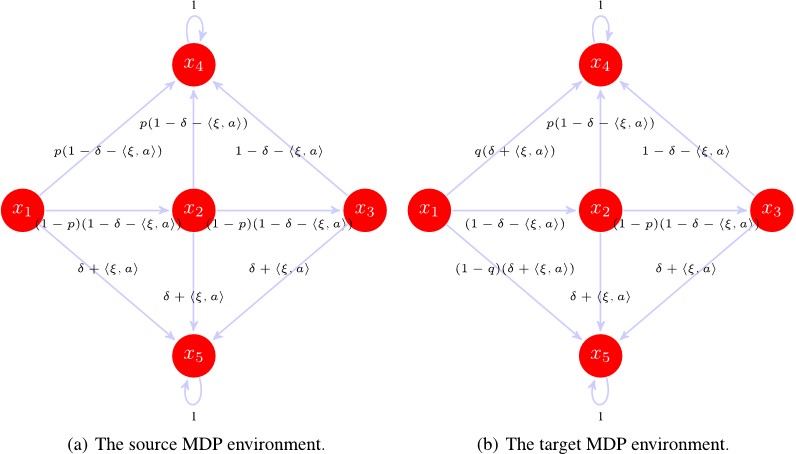 1
1
x4
x4
p(1 − δ − ⟨ξ, a⟩)
p(1 − δ − ⟨ξ, a⟩)
p(1 − δ − ⟨ξ, a⟩)
1 − δ − ⟨ξ, a⟩
q(δ + ⟨ξ, a⟩)
1 − δ − ⟨ξ, a⟩
x1
x2
x3
x1
x2
x3
(1 − p)(1 − δ − ⟨ξ, a⟩)
(1 − p)(1 − δ − ⟨ξ, a⟩)
(1 − δ − ⟨ξ, a⟩)
(1 − p)(1 − δ − ⟨ξ, a⟩)
δ + ⟨ξ, a⟩
δ + ⟨ξ, a⟩
(1 − q)(δ + ⟨ξ, a⟩)
δ + ⟨ξ, a⟩
δ + ⟨ξ, a⟩
δ + ⟨ξ, a⟩
x5
x5
1
1
(a) The source MDP environment.
(b) The target MDP environment.